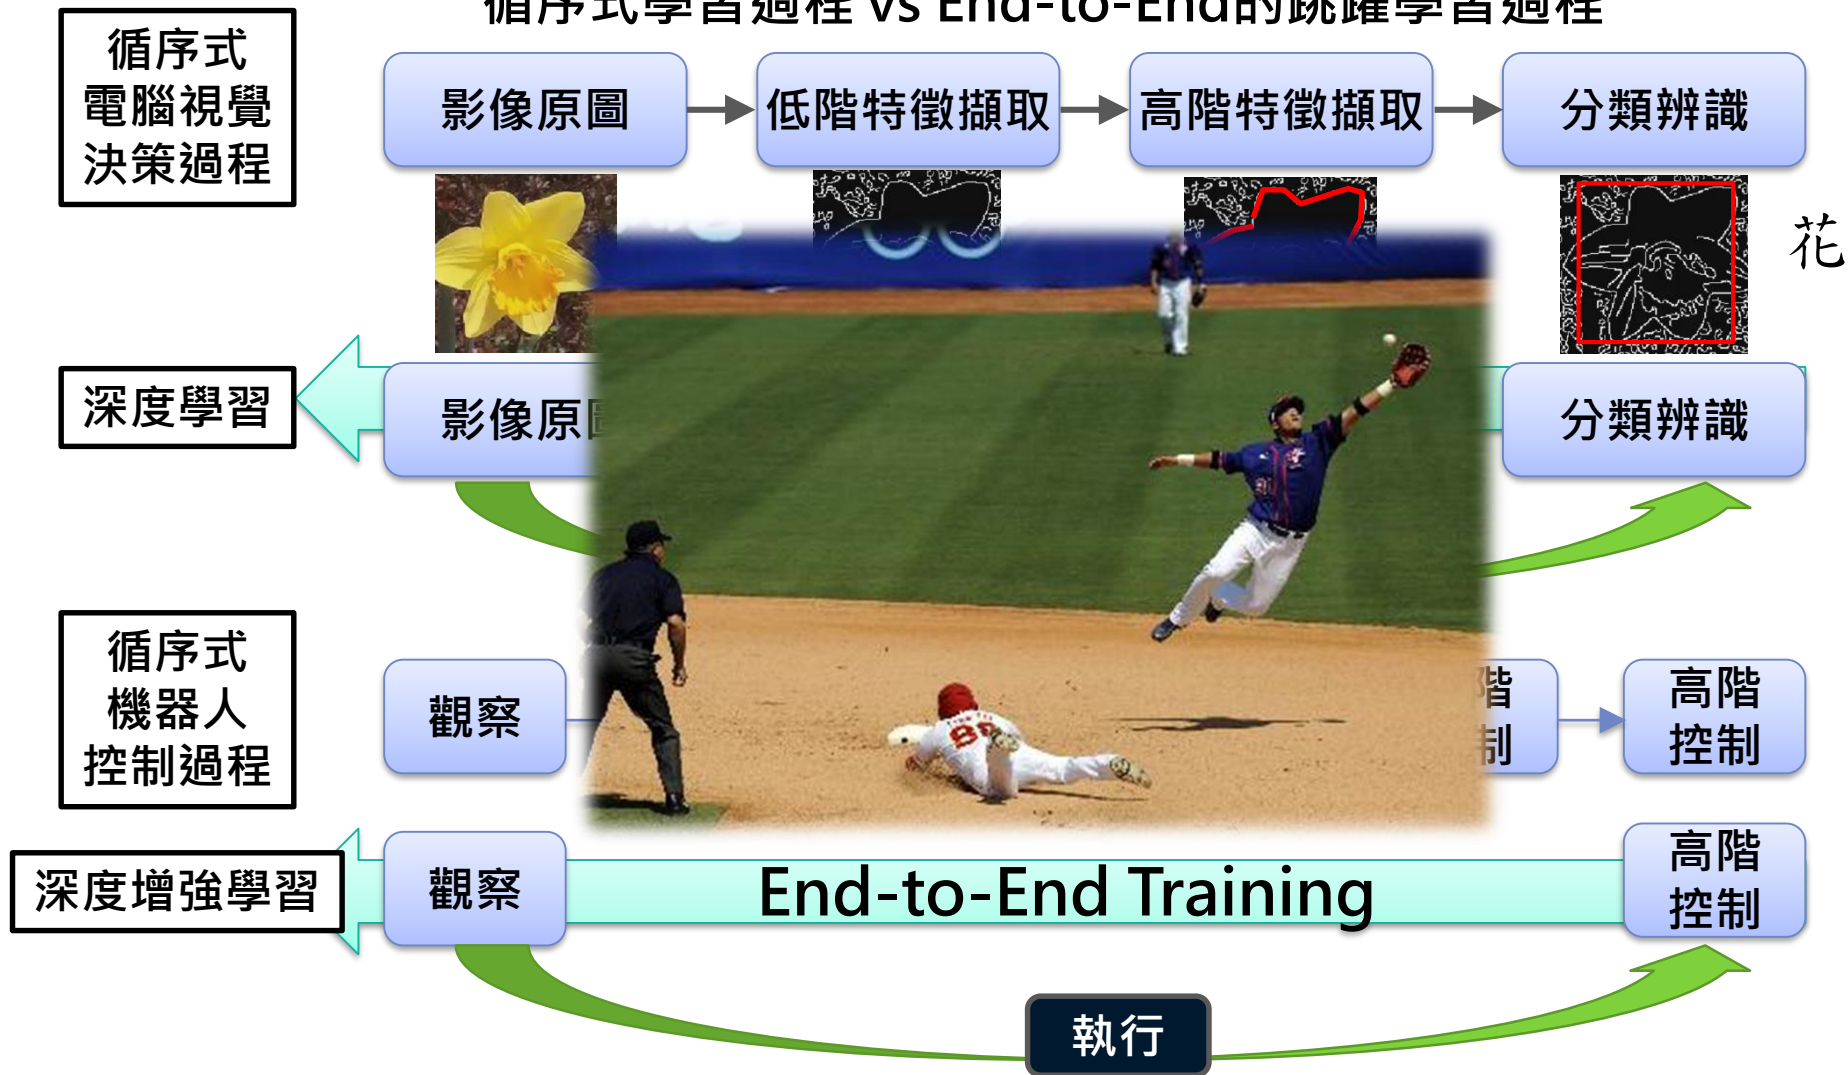 循序式學習過程 vs End-to-End的跳躍學習過程
循序式
電腦視覺
決策過程
影像原圖
低階特徵擷取
高階特徵擷取
分類辨識
花
深度學習
影像原
分類辨識
循序式
機器人
控制過程
觀察
階
制
高階
控制
深度增強學習
觀察
End-to-End Training
高階
控制
執行